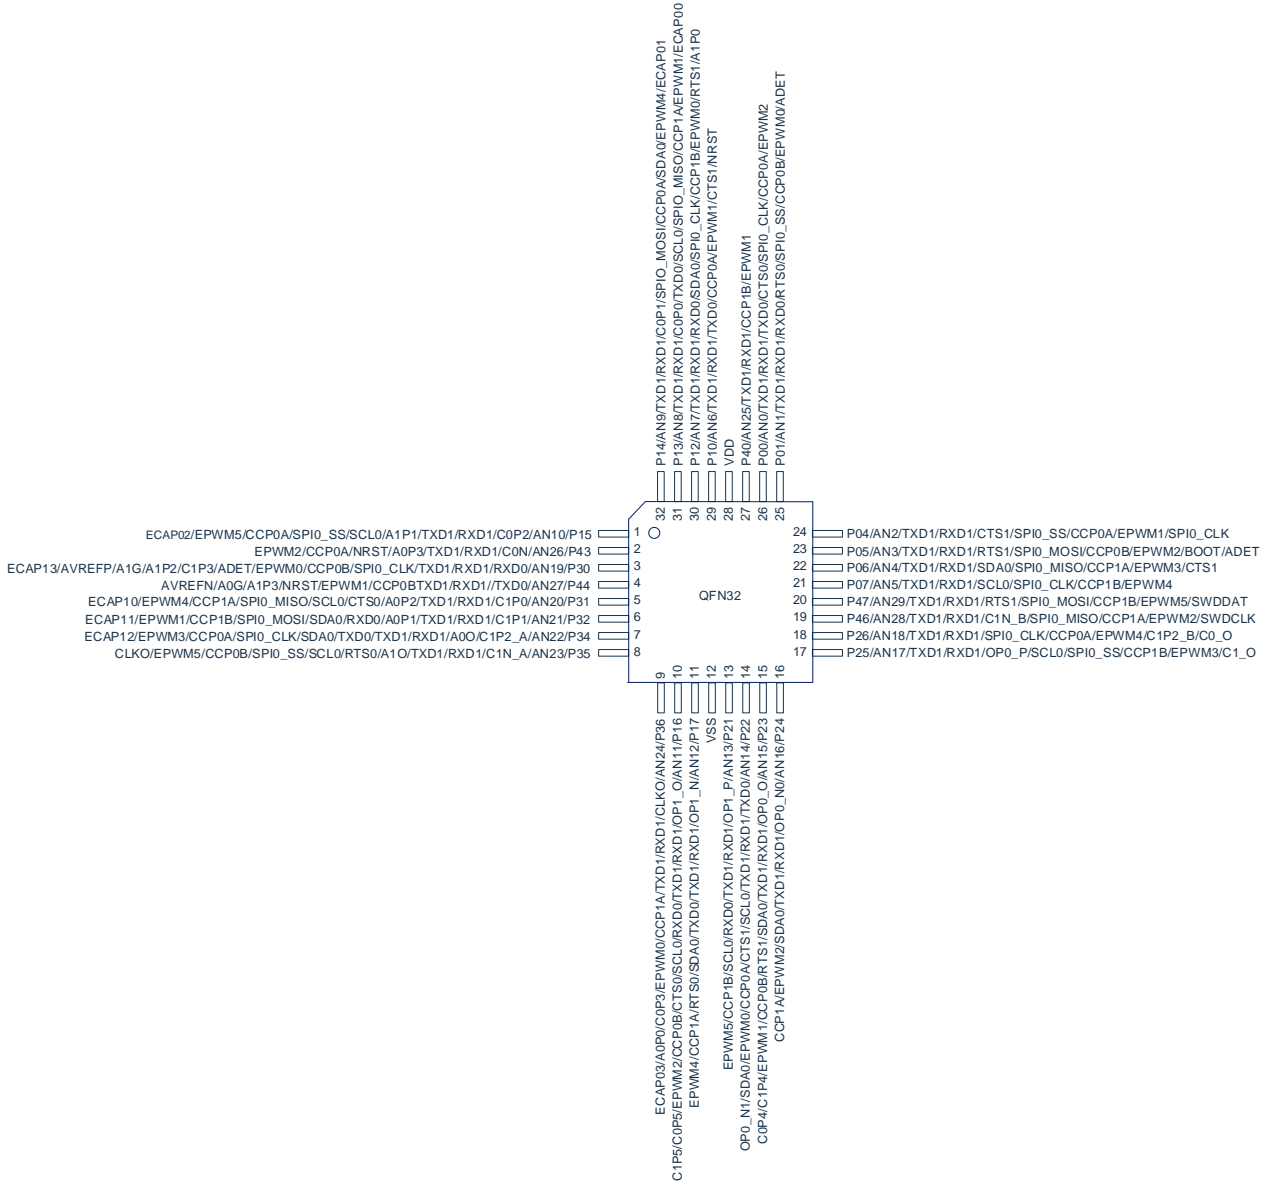 P14/AN9/TXD1/RXD1/C0P1/SPIO_MOSI/CCP0A/SDA0/EPWM4/ECAP01
P13/AN8/TXD1/RXD1/C0P0/TXD0/SCL0/SPIO_MISO/CCP1A/EPWM1/ECAP00
P12/AN7/TXD1/RXD1/RXD0/SDA0/SPI0_CLK/CCP1B/EPWM0/RTS1/A1P0
P10/AN6/TXD1/RXD1/TXD0/CCP0A/EPWM1/CTS1/NRST
VDD
P40/AN25/TXD1/RXD1/CCP1B/EPWM1
P00/AN0/TXD1/RXD1/TXD0/CTS0/SPI0_CLK/CCP0A/EPWM2
P01/AN1/TXD1/RXD1/RXD0/RTS0/SPI0_SS/CCP0B/EPWM0/ADET
32 31 30 29 28 27 26 25
ECAP02/EPWM5/CCP0A/SPI0_SS/SCL0/A1P1/TXD1/RXD1/C0P2/AN10/P15 1
EPWM2/CCP0A/NRST/A0P3/TXD1/RXD1/C0N/AN26/P43 2
ECAP13/AVREFP/A1G/A1P2/C1P3/ADET/EPWM0/CCP0B/SPI0_CLK/TXD1/RXD1/RXD0/AN19/P30 3
AVREFN/A0G/A1P3/NRST/EPWM1/CCP0BTXD1/RXD1//TXD0/AN27/P44 4
ECAP10/EPWM4/CCP1A/SPI0_MISO/SCL0/CTS0/A0P2/TXD1/RXD1/C1P0/AN20/P31 5
ECAP11/EPWM1/CCP1B/SPI0_MOSI/SDA0/RXD0/A0P1/TXD1/RXD1/C1P1/AN21/P32 6
ECAP12/EPWM3/CCP0A/SPI0_CLK/SDA0/TXD0/TXD1/RXD1/A0O/C1P2_A/AN22/P34 7
CLKO/EPWM5/CCP0B/SPI0_SS/SCL0/RTS0/A1O/TXD1/RXD1/C1N_A/AN23/P35 8
QFN32
24 P04/AN2/TXD1/RXD1/CTS1/SPI0_SS/CCP0A/EPWM1/SPI0_CLK
23 P05/AN3/TXD1/RXD1/RTS1/SPI0_MOSI/CCP0B/EPWM2/BOOT/ADET
22 P06/AN4/TXD1/RXD1/SDA0/SPI0_MISO/CCP1A/EPWM3/CTS1
21 P07/AN5/TXD1/RXD1/SCL0/SPI0_CLK/CCP1B/EPWM4
20 P47/AN29/TXD1/RXD1/RTS1/SPI0_MOSI/CCP1B/EPWM5/SWDDAT
19 P46/AN28/TXD1/RXD1/C1N_B/SPI0_MISO/CCP1A/EPWM2/SWDCLK
18 P26/AN18/TXD1/RXD1/SPI0_CLK/CCP0A/EPWM4/C1P2_B/C0_O
17 P25/AN17/TXD1/RXD1/OP0_P/SCL0/SPI0_SS/CCP1B/EPWM3/C1_O
9 10 11 12 13 14 15 16
ECAP03/A0P0/C0P3/EPWM0/CCP1A/TXD1/RXD1/CLKO/AN24/P36
C1P5/C0P5/EPWM2/CCP0B/CTS0/SCL0/RXD0/TXD1/RXD1/OP1_O/AN11/P16
EPWM4/CCP1A/RTS0/SDA0/TXD0/TXD1/RXD1/OP1_N/AN12/P17
VSS
EPWM5/CCP1B/SCL0/RXD0/TXD1/RXD1/OP1_P/AN13/P21
OP0_N1/SDA0/EPWM0/CCP0A/CTS1/SCL0/TXD1/RXD1/TXD0/AN14/P22
C0P4/C1P4/EPWM1/CCP0B/RTS1/SDA0/TXD1/RXD1/OP0_O/AN15/P23
CCP1A/EPWM2/SDA0/TXD1/RXD1/OP0_N0/AN16/P24